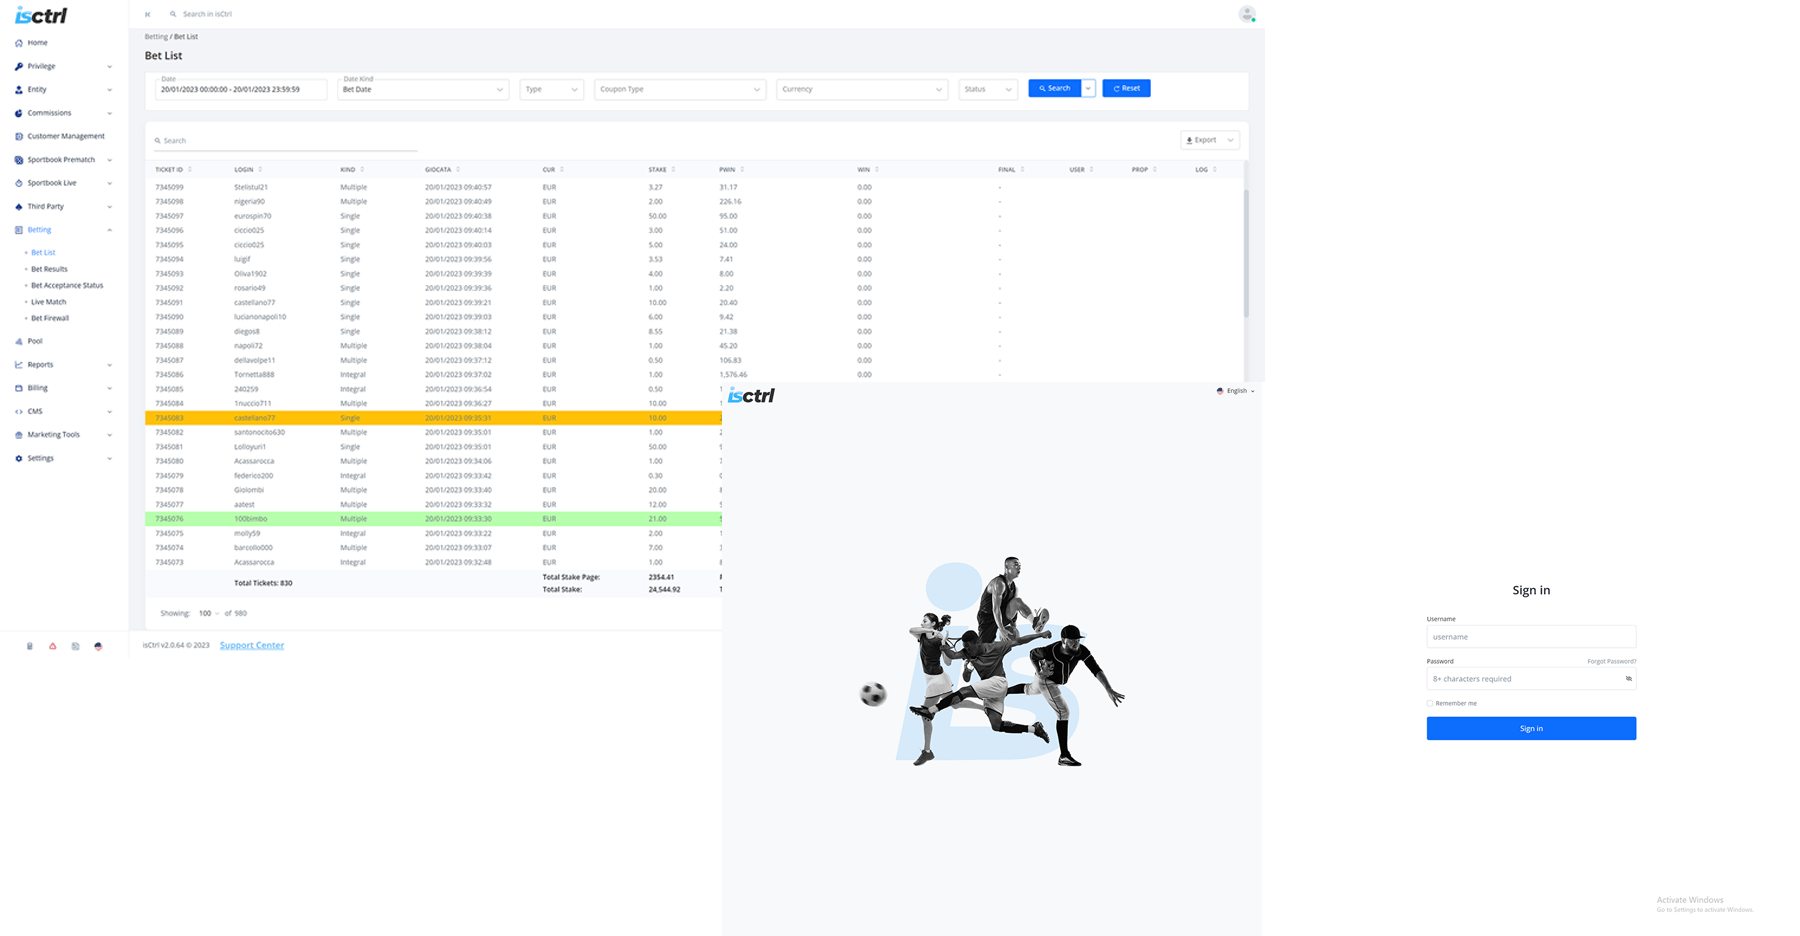 isctrl
Search in isCtrl
Home
Privilege
Entity
Commissions
Customer Management
Sportbook Prematch
Sportbook Live
Third Party
Betting
Bet List
Bet Results
Bet Acceptance Status
Live Match
Bet Firewall
Pool
Reports
Billing
CMS
Marketing Tools
Settings
Betting / Bet List
Bet List
Date
20/01/2023 00:00:00 - 20/01/2023 23:59:59
Date Kind
Bet Date
Type
Coupon Type
Currency
Status
Search
Reset
Search
Export
TICKET ID LOGIN KIND GIOCATA CUR STAKE PWIN WIN FINAL USER PROP LOG
7345099 Stelistul21 Multiple 20/01/2023 09:40:57 EUR 3.27 31.17 0.00 -
7345098 nigeria90 Multiple 20/01/2023 09:40:49 EUR 2.00 226.16 0.00 -
7345097 eurospin70 Single 20/01/2023 09:40:38 EUR 50.00 95.00 0.00 -
7345096 ciccio025 Single 20/01/2023 09:40:14 EUR 3.00 51.00 0.00 -
7345095 ciccio025 Single 20/01/2023 09:40:03 EUR 5.00 24.00 0.00 -
7345094 luigif Single 20/01/2023 09:39:56 EUR 3.53 7.41 0.00 -
7345093 Oliva1902 Single 20/01/2023 09:39:39 EUR 4.00 8.00 0.00 -
7345092 rosario49 Single 20/01/2023 09:39:36 EUR 1.00 2.20 0.00 -
7345091 castellano77 Single 20/01/2023 09:39:21 EUR 10.00 20.40 0.00 -
7345090 lucianonapoli10 Single 20/01/2023 09:39:03 EUR 6.00 9.42 0.00 -
7345089 diegos8 Single 20/01/2023 09:38:12 EUR 8.55 21.38 0.00 -
7345088 napoli72 Multiple 20/01/2023 09:38:04 EUR 1.00 45.20 0.00 -
7345087 dellavolpe11 Multiple 20/01/2023 09:37:12 EUR 0.50 106.83 0.00 -
7345086 Tornetta888 Integral 20/01/2023 09:37:02 EUR 1.00 1,576.46 0.00 -
7345085 240259 Integral 20/01/2023 09:36:54 EUR 0.50
7345084 1nuccio711 Multiple 20/01/2023 09:36:27 EUR 10.00
7345083 castellano77 Single 20/01/2023 09:35:31 EUR 10.00
7345082 santonocito630 Multiple 20/01/2023 09:35:01 EUR 1.00
7345081 Lolloyuri1 Single 20/01/2023 09:35:01 EUR 50.00
7345080 Acassarocca Multiple 20/01/2023 09:34:06 EUR 1.00
7345079 federico200 Integral 20/01/2023 09:33:42 EUR 0.30
7345078 Giolombi Multiple 20/01/2023 09:33:40 EUR 20.00
7345077 aatest Multiple 20/01/2023 09:33:32 EUR 12.00
7345076 100bimbo Multiple 20/01/2023 09:33:30 EUR 21.00
7345075 molly59 Integral 20/01/2023 09:33:22 EUR 2.00
7345074 barcollo000 Multiple 20/01/2023 09:33:07 EUR 7.00
7345073 Acassarocca Integral 20/01/2023 09:32:48 EUR 1.00
Total Tickets: 830
Total Stake Page: 2354.41
Total Stake: 24,544.92
Showing: 100 of 980
isCtrl v2.0.64 © 2023 Support Center
isctrl
English
Sign in
Username
username
Password Forgot Password?
8+ characters required
Remember me
Sign in
Activate Windows
Go to Settings to activate Windows.